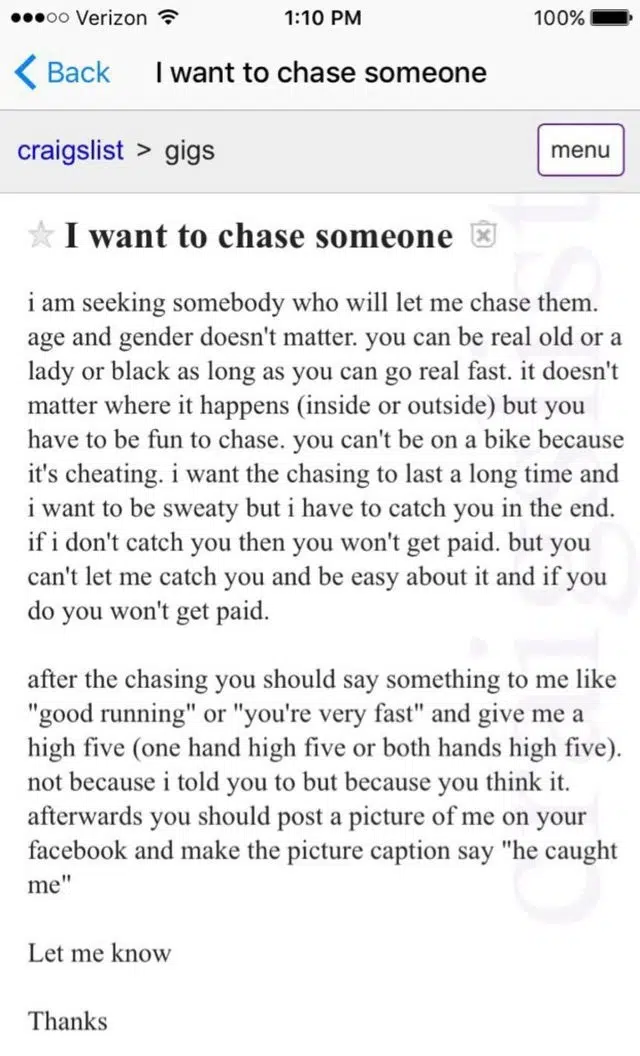 Verizon 1:10 PM 100%
Back I want to chase someone
craigslist > gigs menu
I want to chase someone
i am seeking somebody who will let me chase them.
age and gender doesn't matter. you can be real old or a
lady or black as long as you can go real fast. it doesn't
matter where it happens (inside or outside) but you
have to be fun to chase. you can't be on a bike because
it's cheating. i want the chasing to last a long time and
i want to be sweaty but i have to catch you in the end.
if i don't catch you then you won't get paid. but you
can't let me catch you and be easy about it and if you
do you won't get paid.
after the chasing you should say something to me like
"good running" or "you're very fast" and give me a
high five (one hand high five or both hands high five).
not because i told you to but because you think it.
afterwards you should post a picture of me on your
facebook and make the picture caption say "he caught
me"
Let me know
Thanks
craigslist